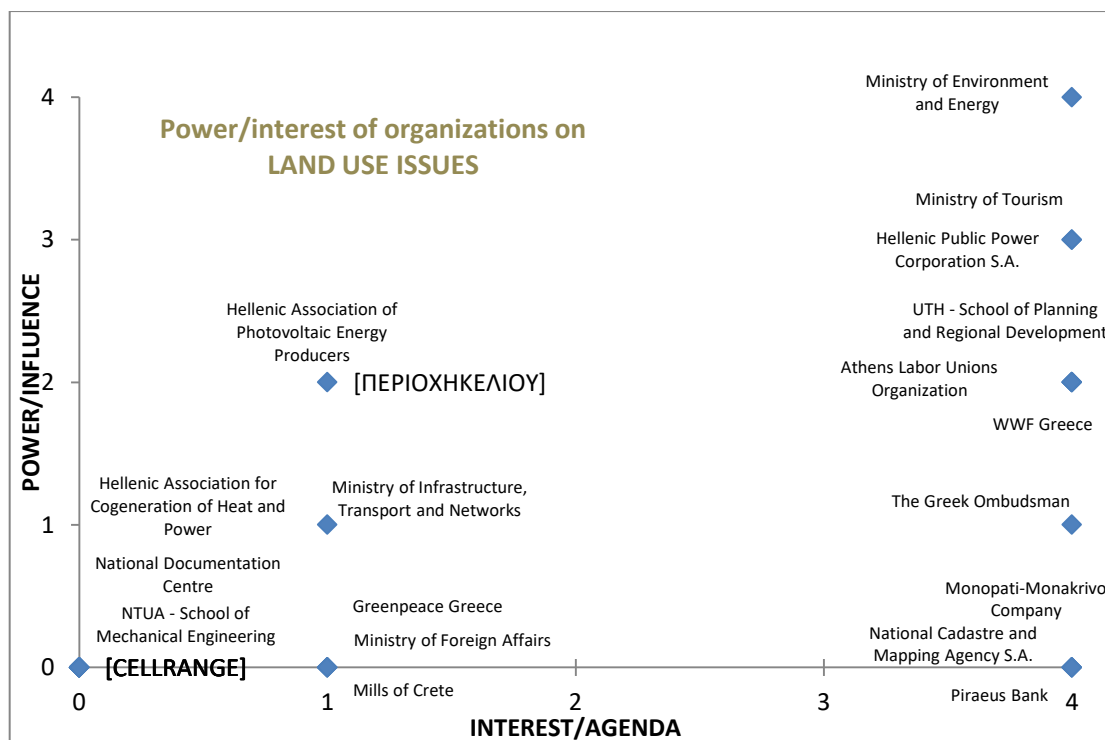 Ministry of Environment
and Energy
4
Power/interest of organizations on
LAND USE ISSUES
Ministry of Tourism
3
Hellenic Public Power
Corporation S.A.
POWER/INFLUENCE
Hellenic Association of
Photovoltaic Energy
Producers
UTH - School of Planning
and Regional Development
2
[ΠΕΡΙΟΧΗΚΕΛΙΟΥ]
Athens Labor Unions
Organization
WWF Greece
Hellenic Association for
Cogeneration of Heat and
Power
Ministry of Infrastructure,
Transport and Networks
The Greek Ombudsman
1
National Documentation
Centre
NTUA - School of
Mechanical Engineering
Greenpeace Greece
Ministry of Foreign Affairs
Monopati-Monakrivo
Company
National Cadastre and
Mapping Agency S.A.
0
[CELLRANGE]
Mills of Crete
Piraeus Bank
0
1
2
3
4
INTEREST/AGENDA